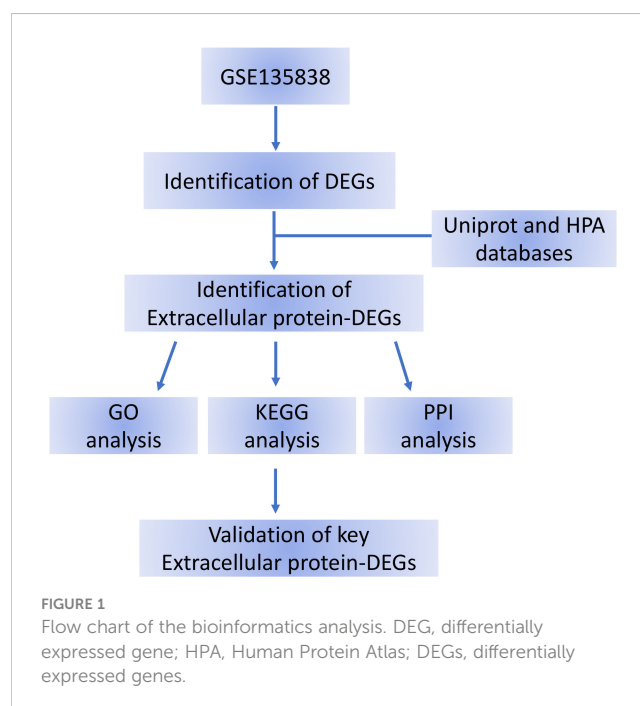 GSE135838
Identification of DEGs
Uniprot and HPA
databases
Identification of
Extracellular protein-DEGs
GO
analysis
KEGG
analysis
PPI
analysis
Validation of key
Extracellular protein-DEGs
FIGURE 1
Flow chart of the bioinformatics analysis. DEG, differentially
expressed gene; HPA, Human Protein Atlas; DEGs, differentially
expressed genes.